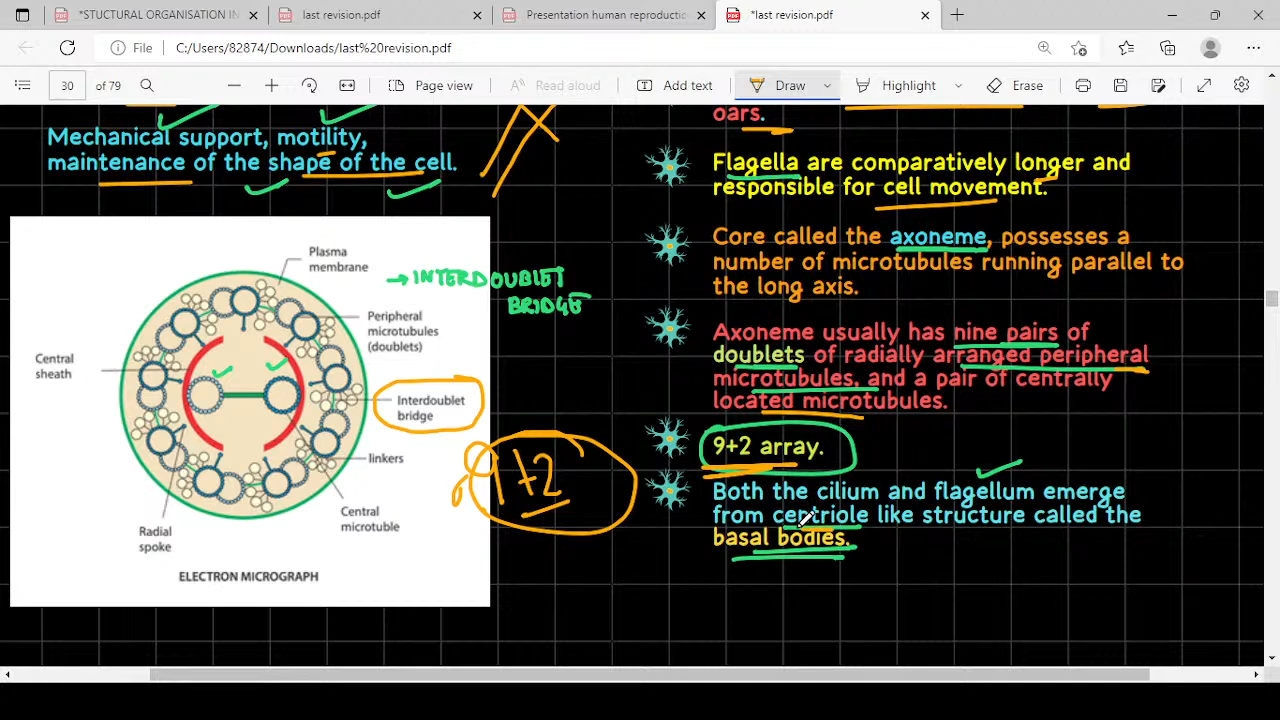 *STUCTURAL ORGANISATION IN
last revision.pdf
Presentation human reproductio
*last revision.pdf
File
C:/Users/82874/Downloads/last%20revision.pdf
30 of 79
Page view
Read aloud
Add text
Draw
Highlight
Erase
Mechanical support, motility,
maintenance of the shape of the cell.
Plasma
membrane
→ INTERDOUBLET
BRIDGE
Peripheral
microtubules
(doublets)
Central
sheath
Interdoublet
bridge
linkers
Central
microtuble
Radial
spoke
ELECTRON MICROGRAPH
9+2
oars.
Flagella are comparatively longer and
responsible for cell movement.
Core called the axoneme, possesses a
number of microtubules running parallel to
the long axis.
Axoneme usually has nine pairs of
doublets of radially arranged peripheral
microtubules, and a pair of centrally
located microtubules.
9+2 array.
Both the cilium and flagellum emerge
from centriole like structure called the
basal bodies.